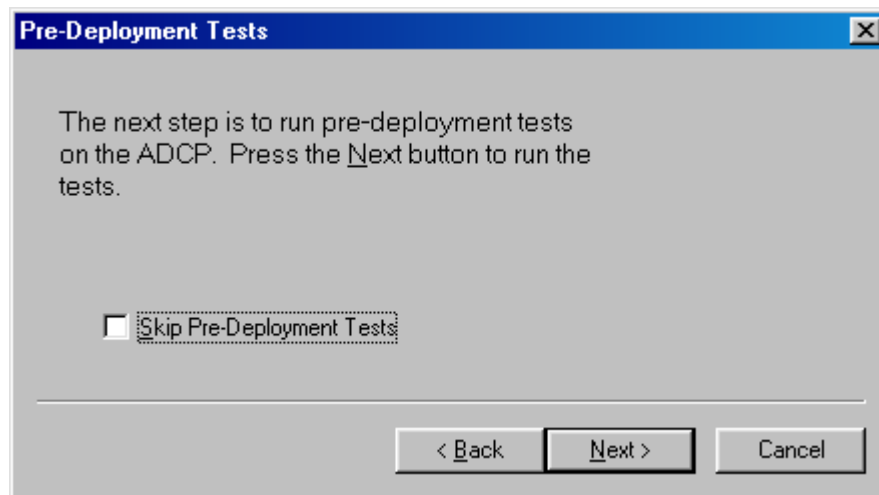 Pre-Deployment Tests
The next step is to run pre-deployment tests
on the ADCP. Press the Next button to run the
tests.
Skip Pre-Deployment Tests
< Back
Next >
Cancel